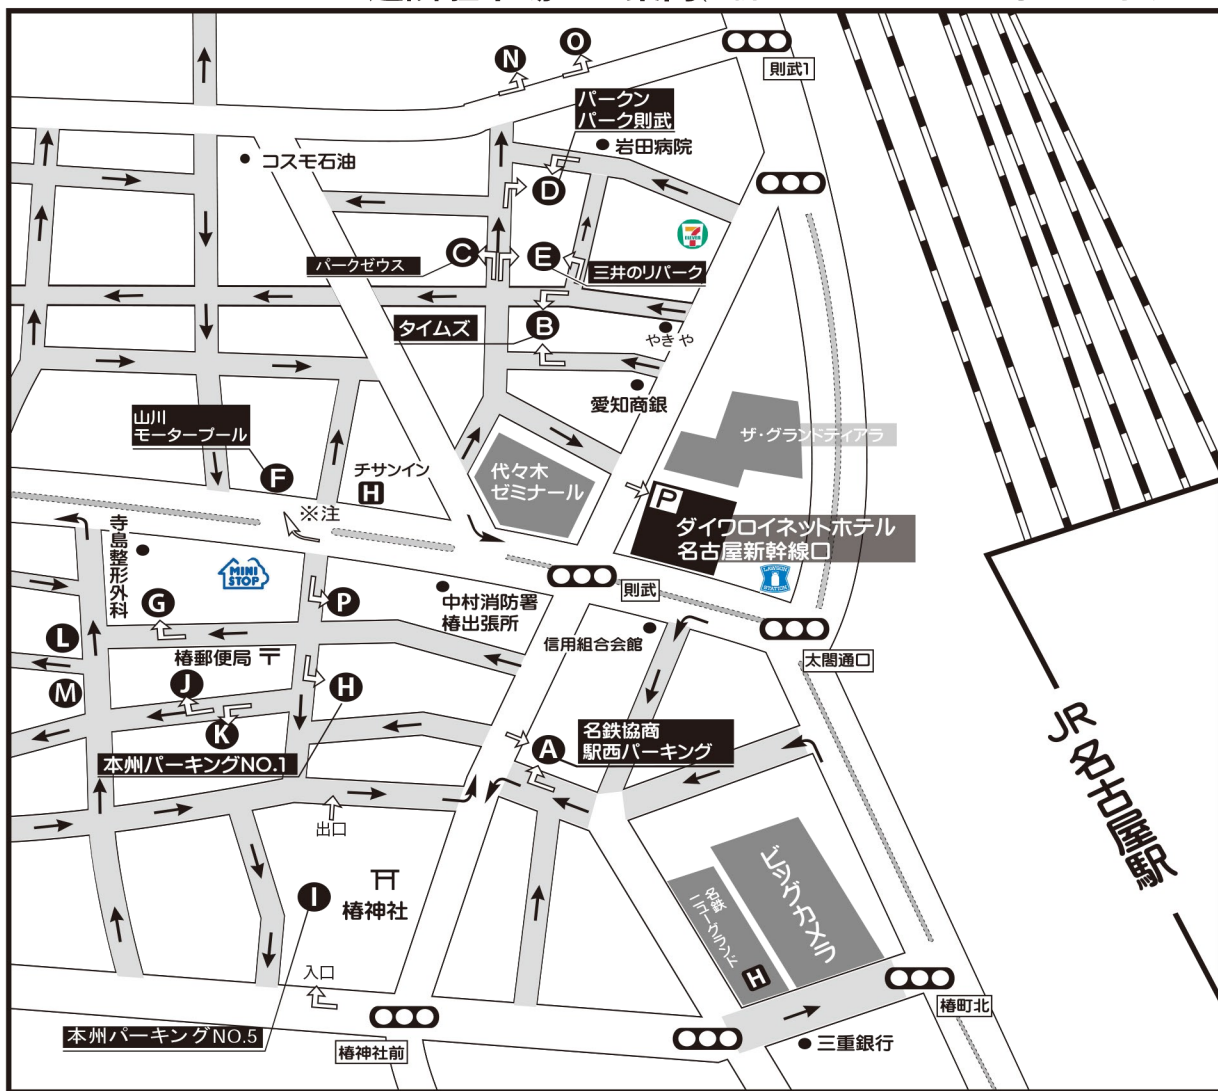 N
O
則武1
パークン
パーク則武
岩田病院
コスモ石油
D
7
ELEVEN
C
E
パークゼウス
三井のリパーク
タイムズ
B
やきや
愛知商銀
山川
モータープール
ザ・グランドティアラ
F
チサンイン
H
代々木
ゼミナール
P
※注
ダイワロイネットホテル
名古屋新幹線口
寺島整形外科
MINI
STOP
LAWSON
STATION
則武
G
P
中村消防署
椿出張所
L
信用組合会館
太閤通口
椿郵便局 〒
M
J
H
K
A
名鉄協商
駅西パーキング
JR名古屋駅
本州パーキングNO.1
出口
I
椿神社
ビッグカメラ
名鉄
ニューグランド
H
入口
本州パーキングNO.5
椿神社前
椿町北
三重銀行